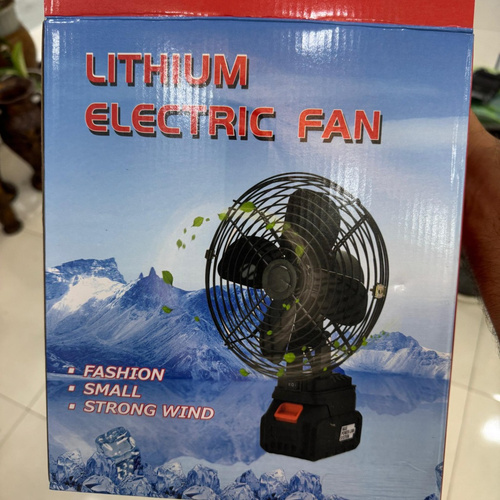 LITHIUM
ELECTRIC FAN
• FASHION
• SMALL
• STRONG WIND